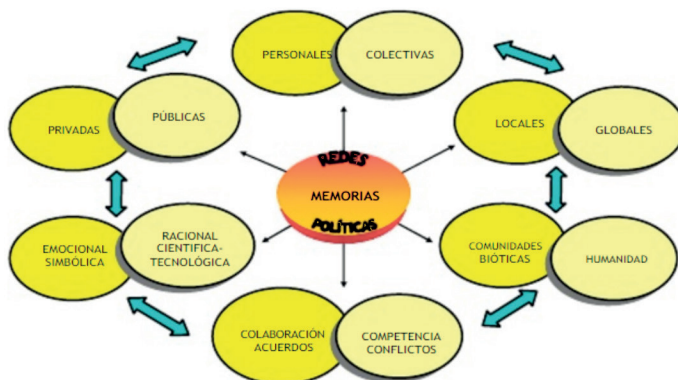 PERSONALES
COLECTIVAS
PRIVADAS
PÚBLICAS
LOCALES
GLOBALES
REDES
MEMORIAS
POLÍTICAS
EMOCIONAL
SIMBÓLICA
RACIONAL
CIENTIFICA-
TECNOLÓGICA
COMUNIDADES
BIÓTICAS
HUMANIDAD
COLABORACIÓN
ACUERDOS
COMPETENCIA
CONFLICTOS